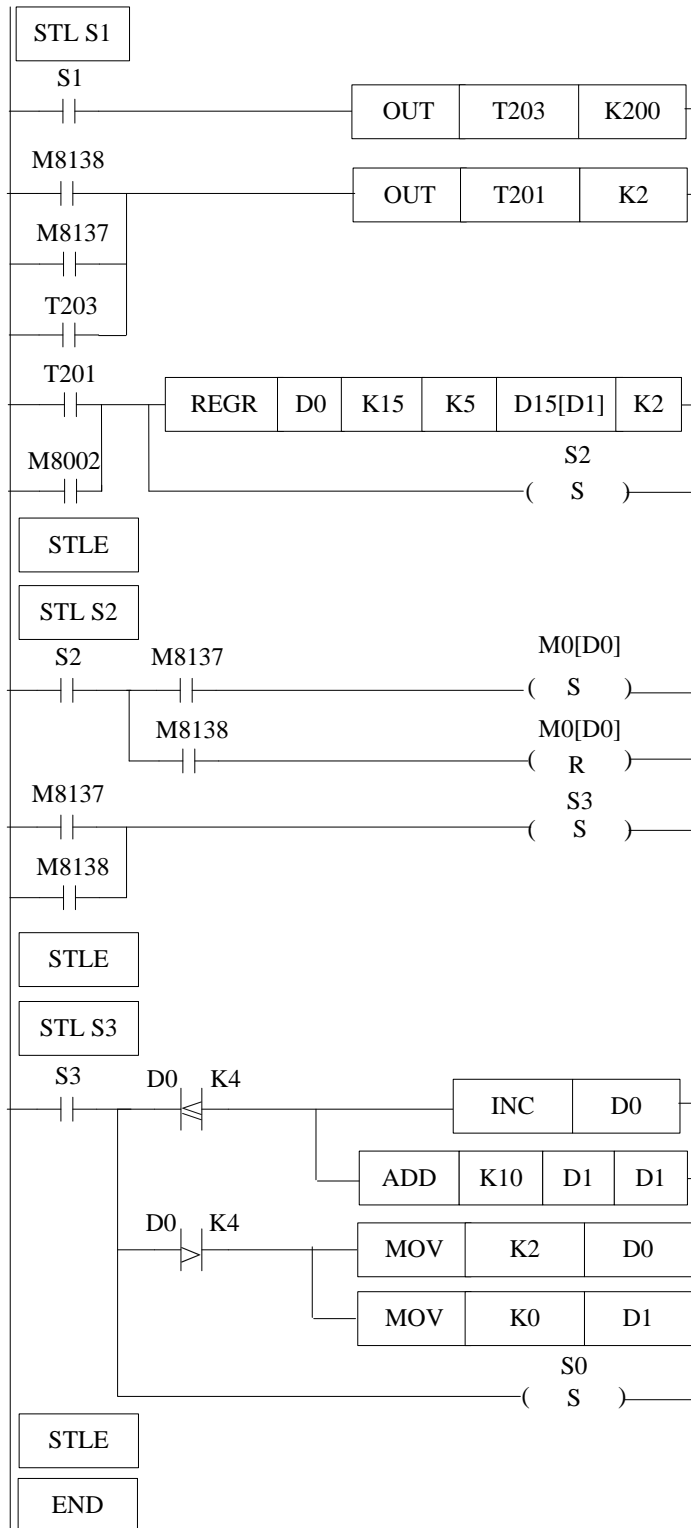 STL S1
S1
OUT T203 K200
M8138
OUT T201 K2
M8137
T203
T201
REGR D0 K15 K5 D15[D1] K2
M8002
S2
( S )
STLE
STL S2
S2 M8137
M0[D0]
( S )
M8138
M0[D0]
( R )
M8137
S3
( S )
M8138
STLE
STL S3
S3
D0 K4
INC D0
ADD K10 D1 D1
D0 K4
MOV K2 D0
MOV K0 D1
S0
( S )
STLE
END